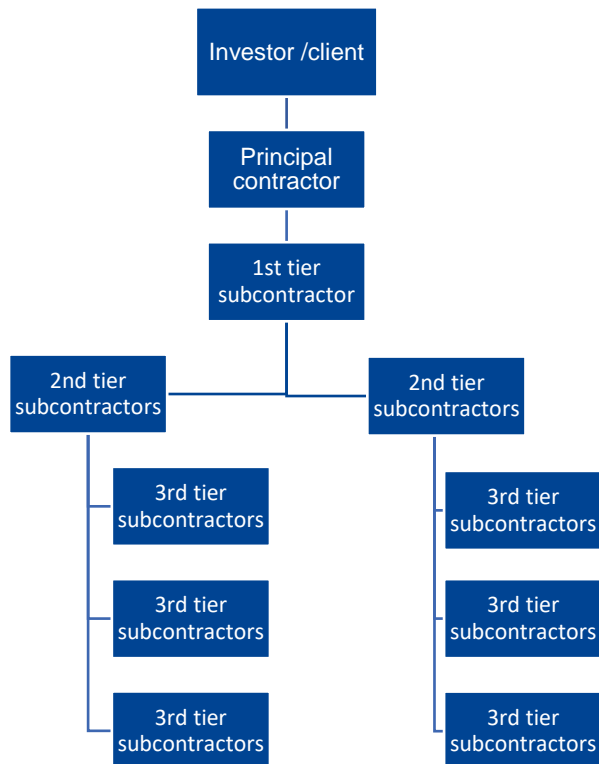 Investor /client
Principal
contractor
1st tier
subcontractor
2nd tier
subcontractors
2nd tier
subcontractors
3rd tier
subcontractors
3rd tier
subcontractors
3rd tier
subcontractors
3rd tier
subcontractors
3rd tier
subcontractors
3rd tier
subcontractors